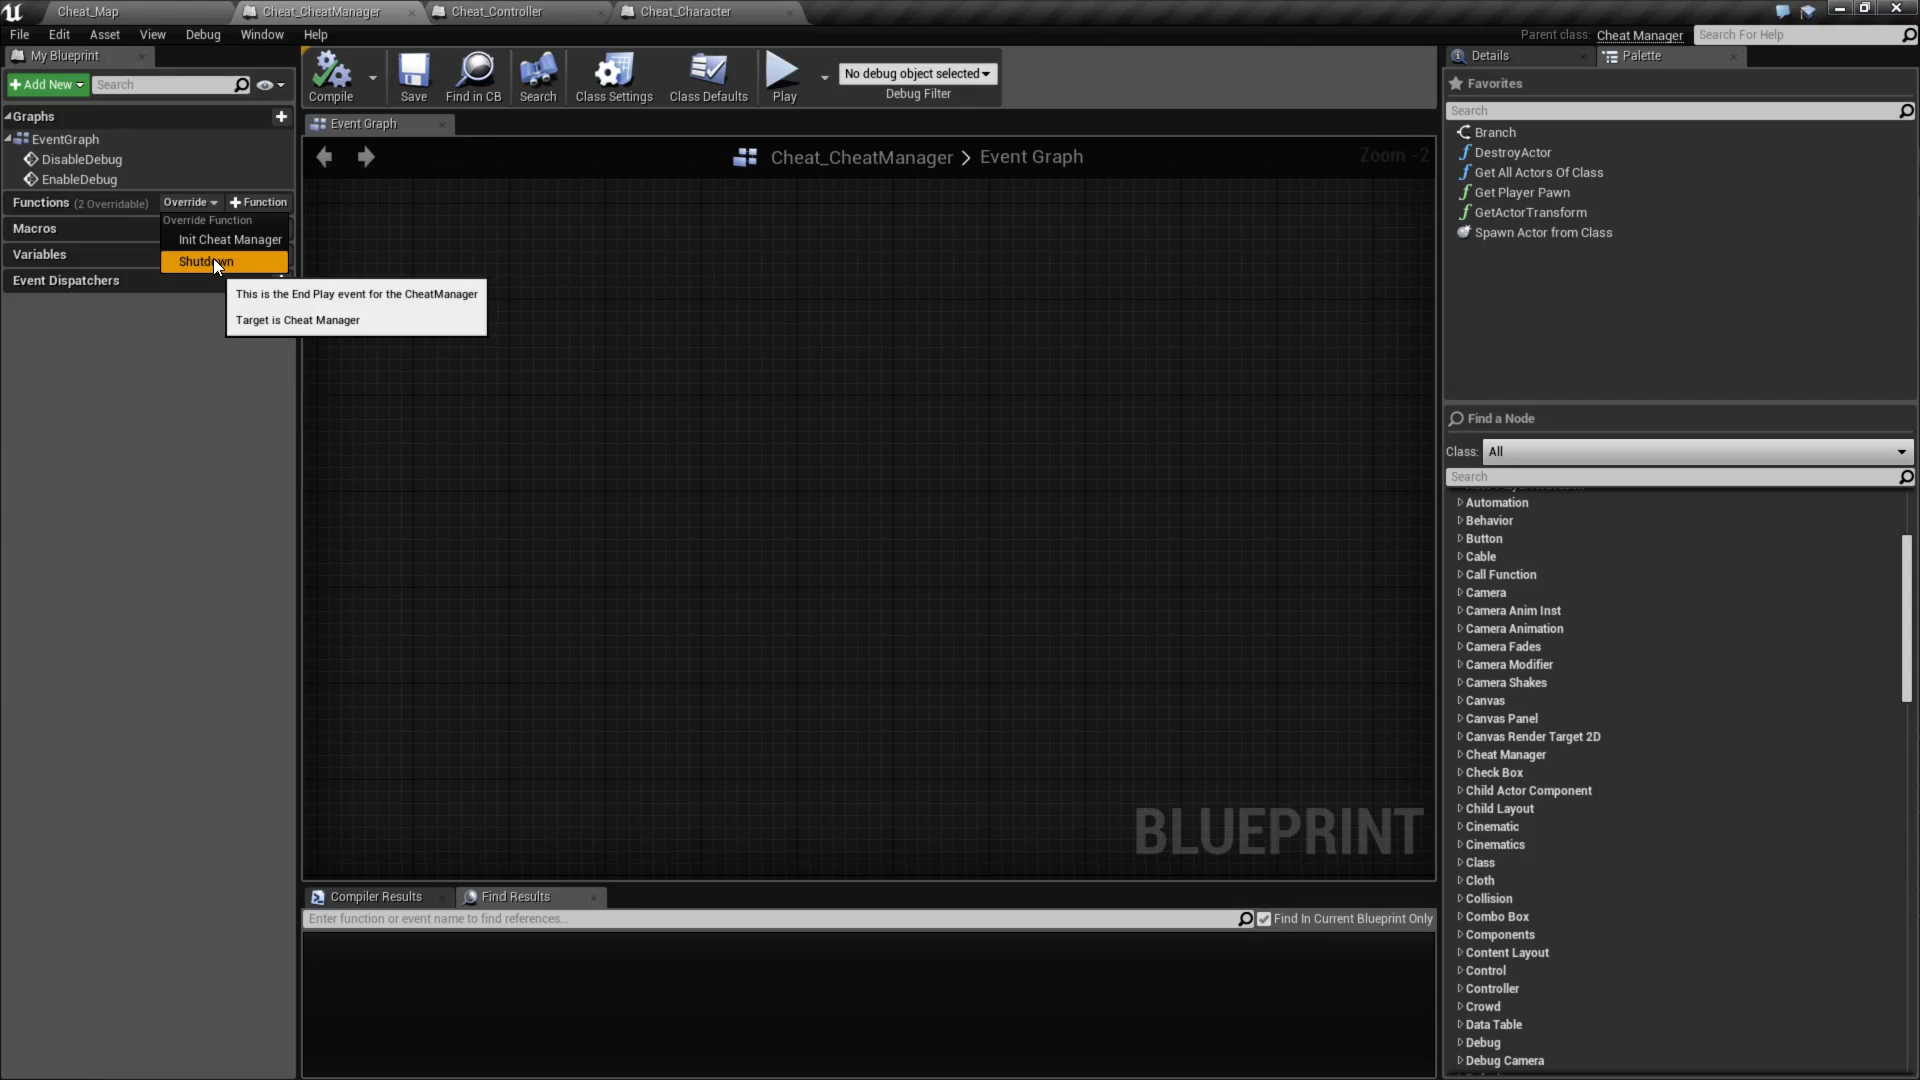 Cheat_Map
Cheat_CheatManager
Cheat_Controller
Cheat_Character
File Edit Asset View Debug Window Help
Parent class: Cheat Manager
Search For Help
My Blueprint
Add New
Search
Graphs
EventGraph
DisableDebug
EnableDebug
Functions (2 Overridable) Override Function
Override Function
Macros
Init Cheat Manager
Variables
Shutdown
Event Dispatchers
This is the End Play event for the CheatManager
Target is Cheat Manager
Compile
Save
Find in CB
Search
Class Settings
Class Defaults
Play
No debug object selected
Debug Filter
Event Graph
Cheat_CheatManager > Event Graph
Zoom -2
BLUEPRINT
Compiler Results
Find Results
Enter function or event name to find references...
Find In Current Blueprint Only
Details
Palette
Favorites
Search
Branch
DestroyActor
Get All Actors Of Class
Get Player Pawn
GetActorTransform
Spawn Actor from Class
Find a Node
Class: All
Search
Automation
Behavior
Button
Cable
Call Function
Camera
Camera Anim Inst
Camera Animation
Camera Fades
Camera Modifier
Camera Shakes
Canvas
Canvas Panel
Canvas Render Target 2D
Cheat Manager
Check Box
Child Actor Component
Child Layout
Cinematic
Cinematics
Class
Cloth
Collision
Combo Box
Components
Content Layout
Control
Controller
Crowd
Data Table
Debug
Debug Camera